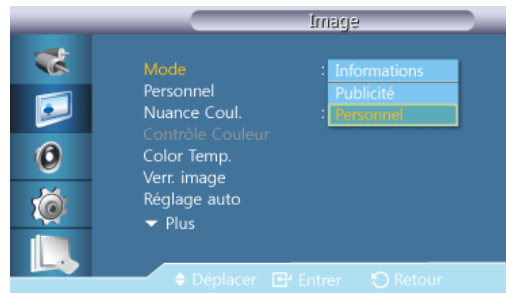 Image
Mode : Informations
Personnel Publicité
Nuance Coul. : Personnel
Contrôle Couleur
Color Temp.
Verr. image
Réglage auto
Plus
Déplacer Entrer Retour